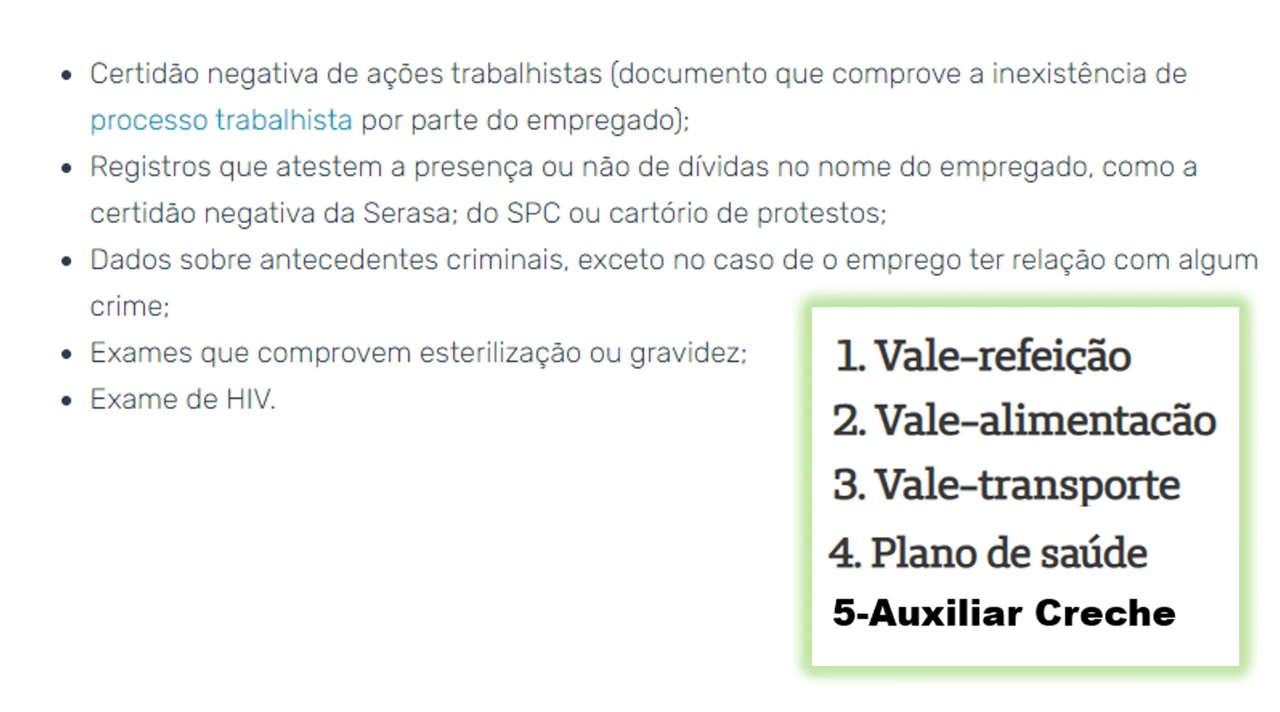 Certidão negativa de ações trabalhistas (documento que comprove a inexistência de
processo trabalhista por parte do empregado);
Registros que atestem a presença ou não de dívidas no nome do empregado, como a
certidão negativa da Serasa; do SPC ou cartório de protestos;
Dados sobre antecedentes criminais, exceto no caso de o emprego ter relação com algum
crime;
Exames que comprovem esterilização ou gravidez;
Exame de HIV.
1. Vale-refeição
2. Vale-alimentacão
3. Vale-transporte
4. Plano de saúde
5-Auxiliar Creche